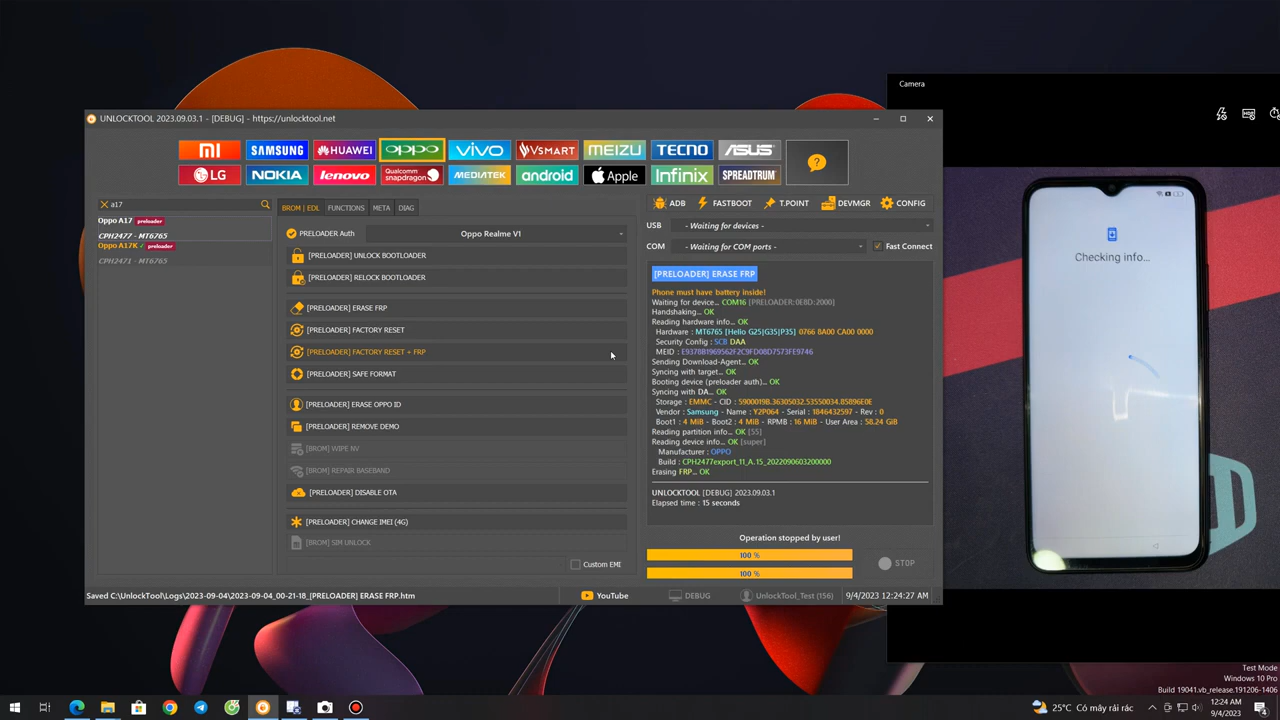 Camera
UNLOCKTOOL 2023.09.03.1 - [DEBUG] - https://unlocktool.net
MI SAMSUNG HUAWEI oppo vivo VSMART MEIZU TECNO ASUS ?
LG NOKIA lenovo Qualcomm snapdragon MEDIATEK android Apple Infinix SPREADTRUM
a17
Oppo A17 preloader
CPH2477 - MT6765
Oppo A17K ✓ preloader
CPH2471 - MT6765
BROM | EDL FUNCTIONS META DIAG
PRELOADER Auth Oppo Realme V1
[PRELOADER] UNLOCK BOOTLOADER
[PRELOADER] RELOCK BOOTLOADER
[PRELOADER] ERASE FRP
[PRELOADER] FACTORY RESET
[PRELOADER] FACTORY RESET + FRP
[PRELOADER] SAFE FORMAT
[PRELOADER] ERASE OPPO ID
[PRELOADER] REMOVE DEMO
[BROM] WIPE NV
[BROM] REPAIR BASEBAND
[PRELOADER] DISABLE OTA
[PRELOADER] CHANGE IMEI (4G)
[BROM] SIM UNLOCK
Custom EMI
ADB FASTBOOT T.POINT DEVMGR CONFIG
USB - Waiting for devices -
COM - Waiting for COM ports - Fast Connect
[PRELOADER] ERASE FRP
Phone must have battery inside!
Waiting for device... COM16 [PRELOADER:0E8D:2000]
Handshaking... OK
Reading hardware info... OK
Hardware : MT6765 [Helio G25|G35|P35] 0766 8A00 CA00 0000
Security Config : SCB DAA
MEID : E937BB1969562F2C9FD08D7573FE9746
Sending Download-Agent... OK
Syncing with target... OK
Booting device (preloader auth)... OK
Syncing with DA... OK
Storage : EMMC - CID : 5900019B.36305032.53550034.85B96E0E
Vendor : Samsung - Name : Y2P064 - Serial : 1846432597 - Rev : 0
Boot1 : 4 MiB - Boot2 : 4 MiB - RPMB : 16 MiB - User Area : 58.24 GiB
Reading partition info... OK [55]
Reading device info... OK [super]
Manufacturer : OPPO
Build : CPH2477export_11_A.15_2022090603200000
Erasing FRP... OK
UNLOCKTOOL [DEBUG] 2023.09.03.1
Elapsed time : 15 seconds
Operation stopped by user!
100 %
100 %
STOP
Saved C:\UnlockTool\Logs\2023-09-04\2023-09-04_00-21-18_[PRELOADER] ERASE FRP.htm
YouTube DEBUG UnlockTool_Test (156) 9/4/2023 12:24:27 AM
Checking info...
Test Mode
Windows 10 Pro
Build 19041.vb_release.191206-1406
25°C Có mây rải rác
12:24 AM
9/4/2023
4